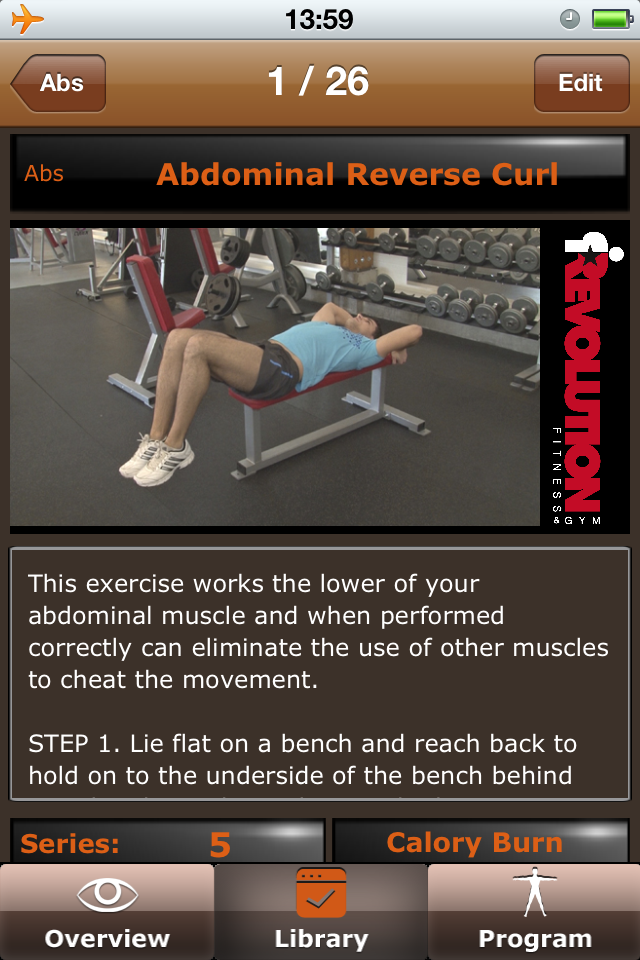 13:59
Abs
1 / 26
Edit
Abs
Abdominal Reverse Curl
REVOLUTION
FITNESS
& GYM
This exercise works the lower of your
abdominal muscle and when performed
correctly can eliminate the use of other muscles
to cheat the movement.
STEP 1. Lie flat on a bench and reach back to
hold on to the underside of the bench behind
Series:
5
Calory Burn
Overview
Library
Program